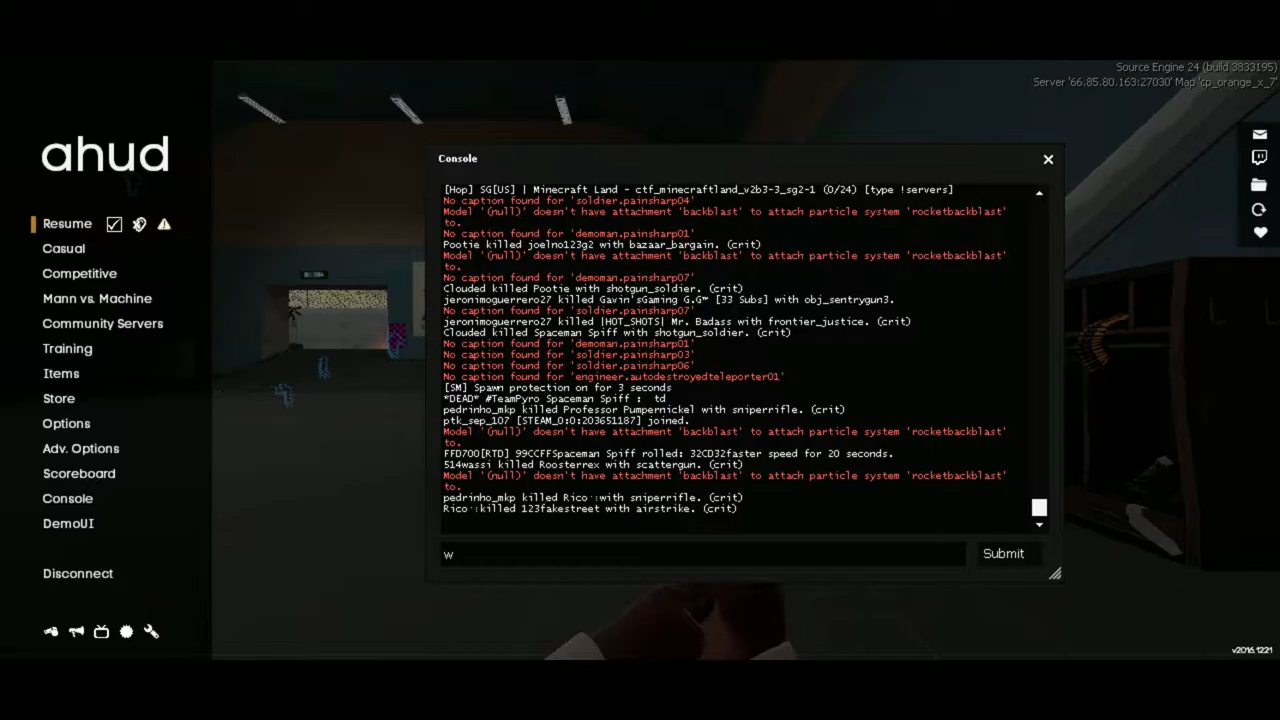 Source Engine 24 (build 3833195)
Server '66.85.80.163:27030' Map 'cp_orange_x_7'
ahud
Resume
Casual
Competitive
Mann vs. Machine
Community Servers
Training
Items
Store
Options
Adv. Options
Scoreboard
Console
DemoUI
Disconnect
Console
[Hop] SG[US] | Minecraft Land - ctf_minecraftland_v2b3-3_sg2-1 (0/24) [type !servers]
No caption found for 'soldier.painsharp04'
Model '(null)' doesn't have attachment 'backblast' to attach particle system 'rocketbackblast'
to.
No caption found for 'demoman.painsharp01'
Pootie killed joelno123g2 with bazaar_bargain. (crit)
Model '(null)' doesn't have attachment 'backblast' to attach particle system 'rocketbackblast'
to.
No caption found for 'demoman.painsharp07'
Clouded killed Pootie with shotgun_soldier. (crit)
jeronimoguerrero27 killed Gavin'sGaming G.G™ [33 Subs] with obj_sentrygun3.
No caption found for 'soldier.painsharp07'
jeronimoguerrero27 killed |HOT_SHOTS| Mr. Badass with frontier_justice. (crit)
Clouded killed Spaceman Spiff with shotgun_soldier. (crit)
No caption found for 'demoman.painsharp01'
No caption found for 'soldier.painsharp03'
No caption found for 'soldier.painsharp06'
No caption found for 'engineer.autodestroyedteleporter01'
[SM] Spawn protection on for 3 seconds
*DEAD* #TeamPyro Spaceman Spiff :  td
pedrinho_mkp killed Professor Pumpernickel with sniperrifle. (crit)
ptk_sep_107 [STEAM_0:0:203651187] joined.
Model '(null)' doesn't have attachment 'backblast' to attach particle system 'rocketbackblast'
to.
FFD700[RTD] 99CCFFSpaceman Spiff rolled: 32CD32faster speed for 20 seconds.
514wassi killed Roosterrex with scattergun. (crit)
Model '(null)' doesn't have attachment 'backblast' to attach particle system 'rocketbackblast'
to.
pedrinho_mkp killed Rico with sniperrifle. (crit)
Rico killed 123fakestreet with airstrike. (crit)
w
Submit
v2016.1221